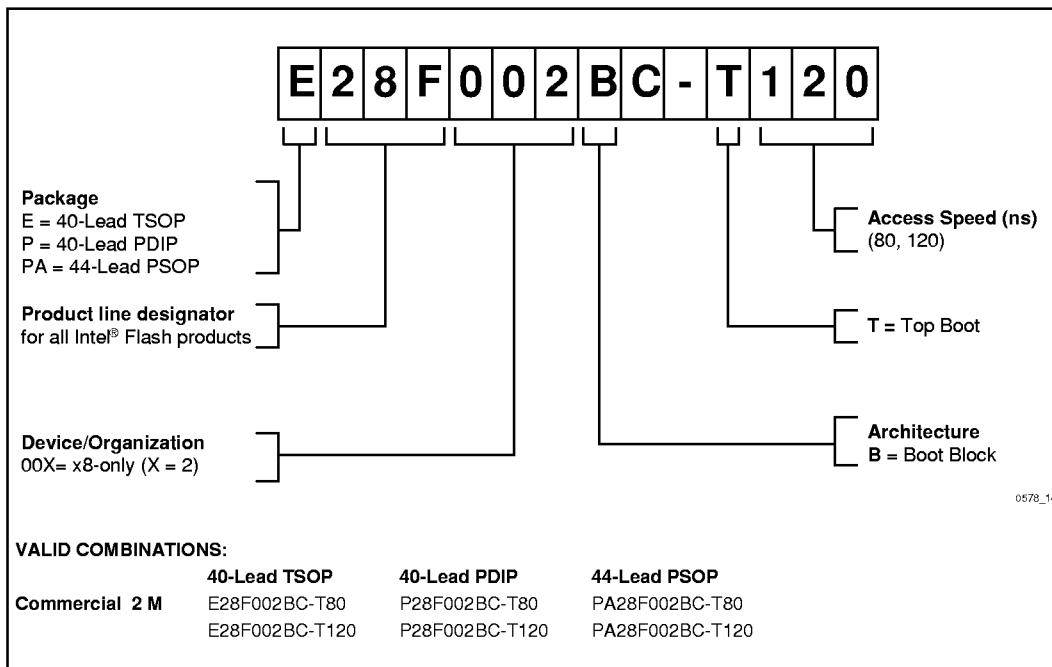 E28F002BC-T120
Package
E = 40-Lead TSOP
P = 40-Lead PDIP
PA = 44-Lead PSOP
Product line designator
for all Intel® Flash products
Device/Organization
00X= x8-only (X = 2)
Access Speed (ns)
(80, 120)
T = Top Boot
Architecture
B = Boot Block
0578_14
VALID COMBINATIONS:
40-Lead TSOP 40-Lead PDIP 44-Lead PSOP
Commercial 2 M E28F002BC-T80 P28F002BC-T80 PA28F002BC-T80
E28F002BC-T120 P28F002BC-T120 PA28F002BC-T120